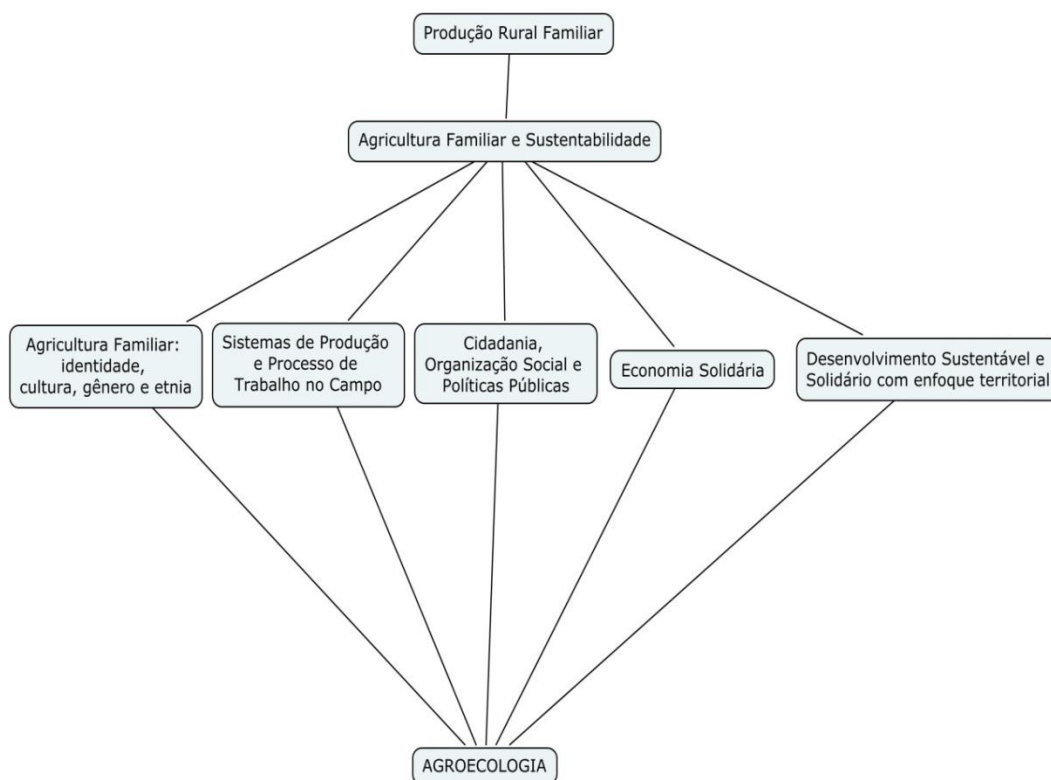 Produção Rural Familiar
Agricultura Familiar e Sustentabilidade
Agricultura Familiar:
identidade,
cultura, gênero e etnia
Sistemas de Produção
e Processo de
Trabalho no Campo
Cidadania,
Organização Social e
Políticas Públicas
Economia Solidária
Desenvolvimento Sustentável e
Solidário com enfoque territorial
AGROECOLOGIA